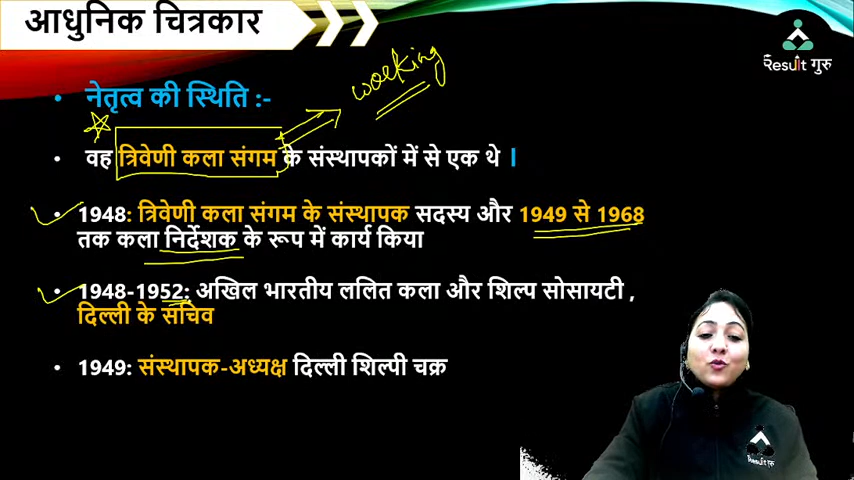 आधुनिक चित्रकार
Result गुरु
working
• नेतृत्व की स्थिति :-
• वह त्रिवेणी कला संगम के संस्थापकों में से एक थे ।
• 1948: त्रिवेणी कला संगम के संस्थापक सदस्य और 1949 से 1968
तक कला निर्देशक के रूप में कार्य किया
• 1948-1952: अखिल भारतीय ललित कला और शिल्प सोसायटी ,
दिल्ली के सचिव
• 1949: संस्थापक-अध्यक्ष दिल्ली शिल्पी चक्र
Result गुरु